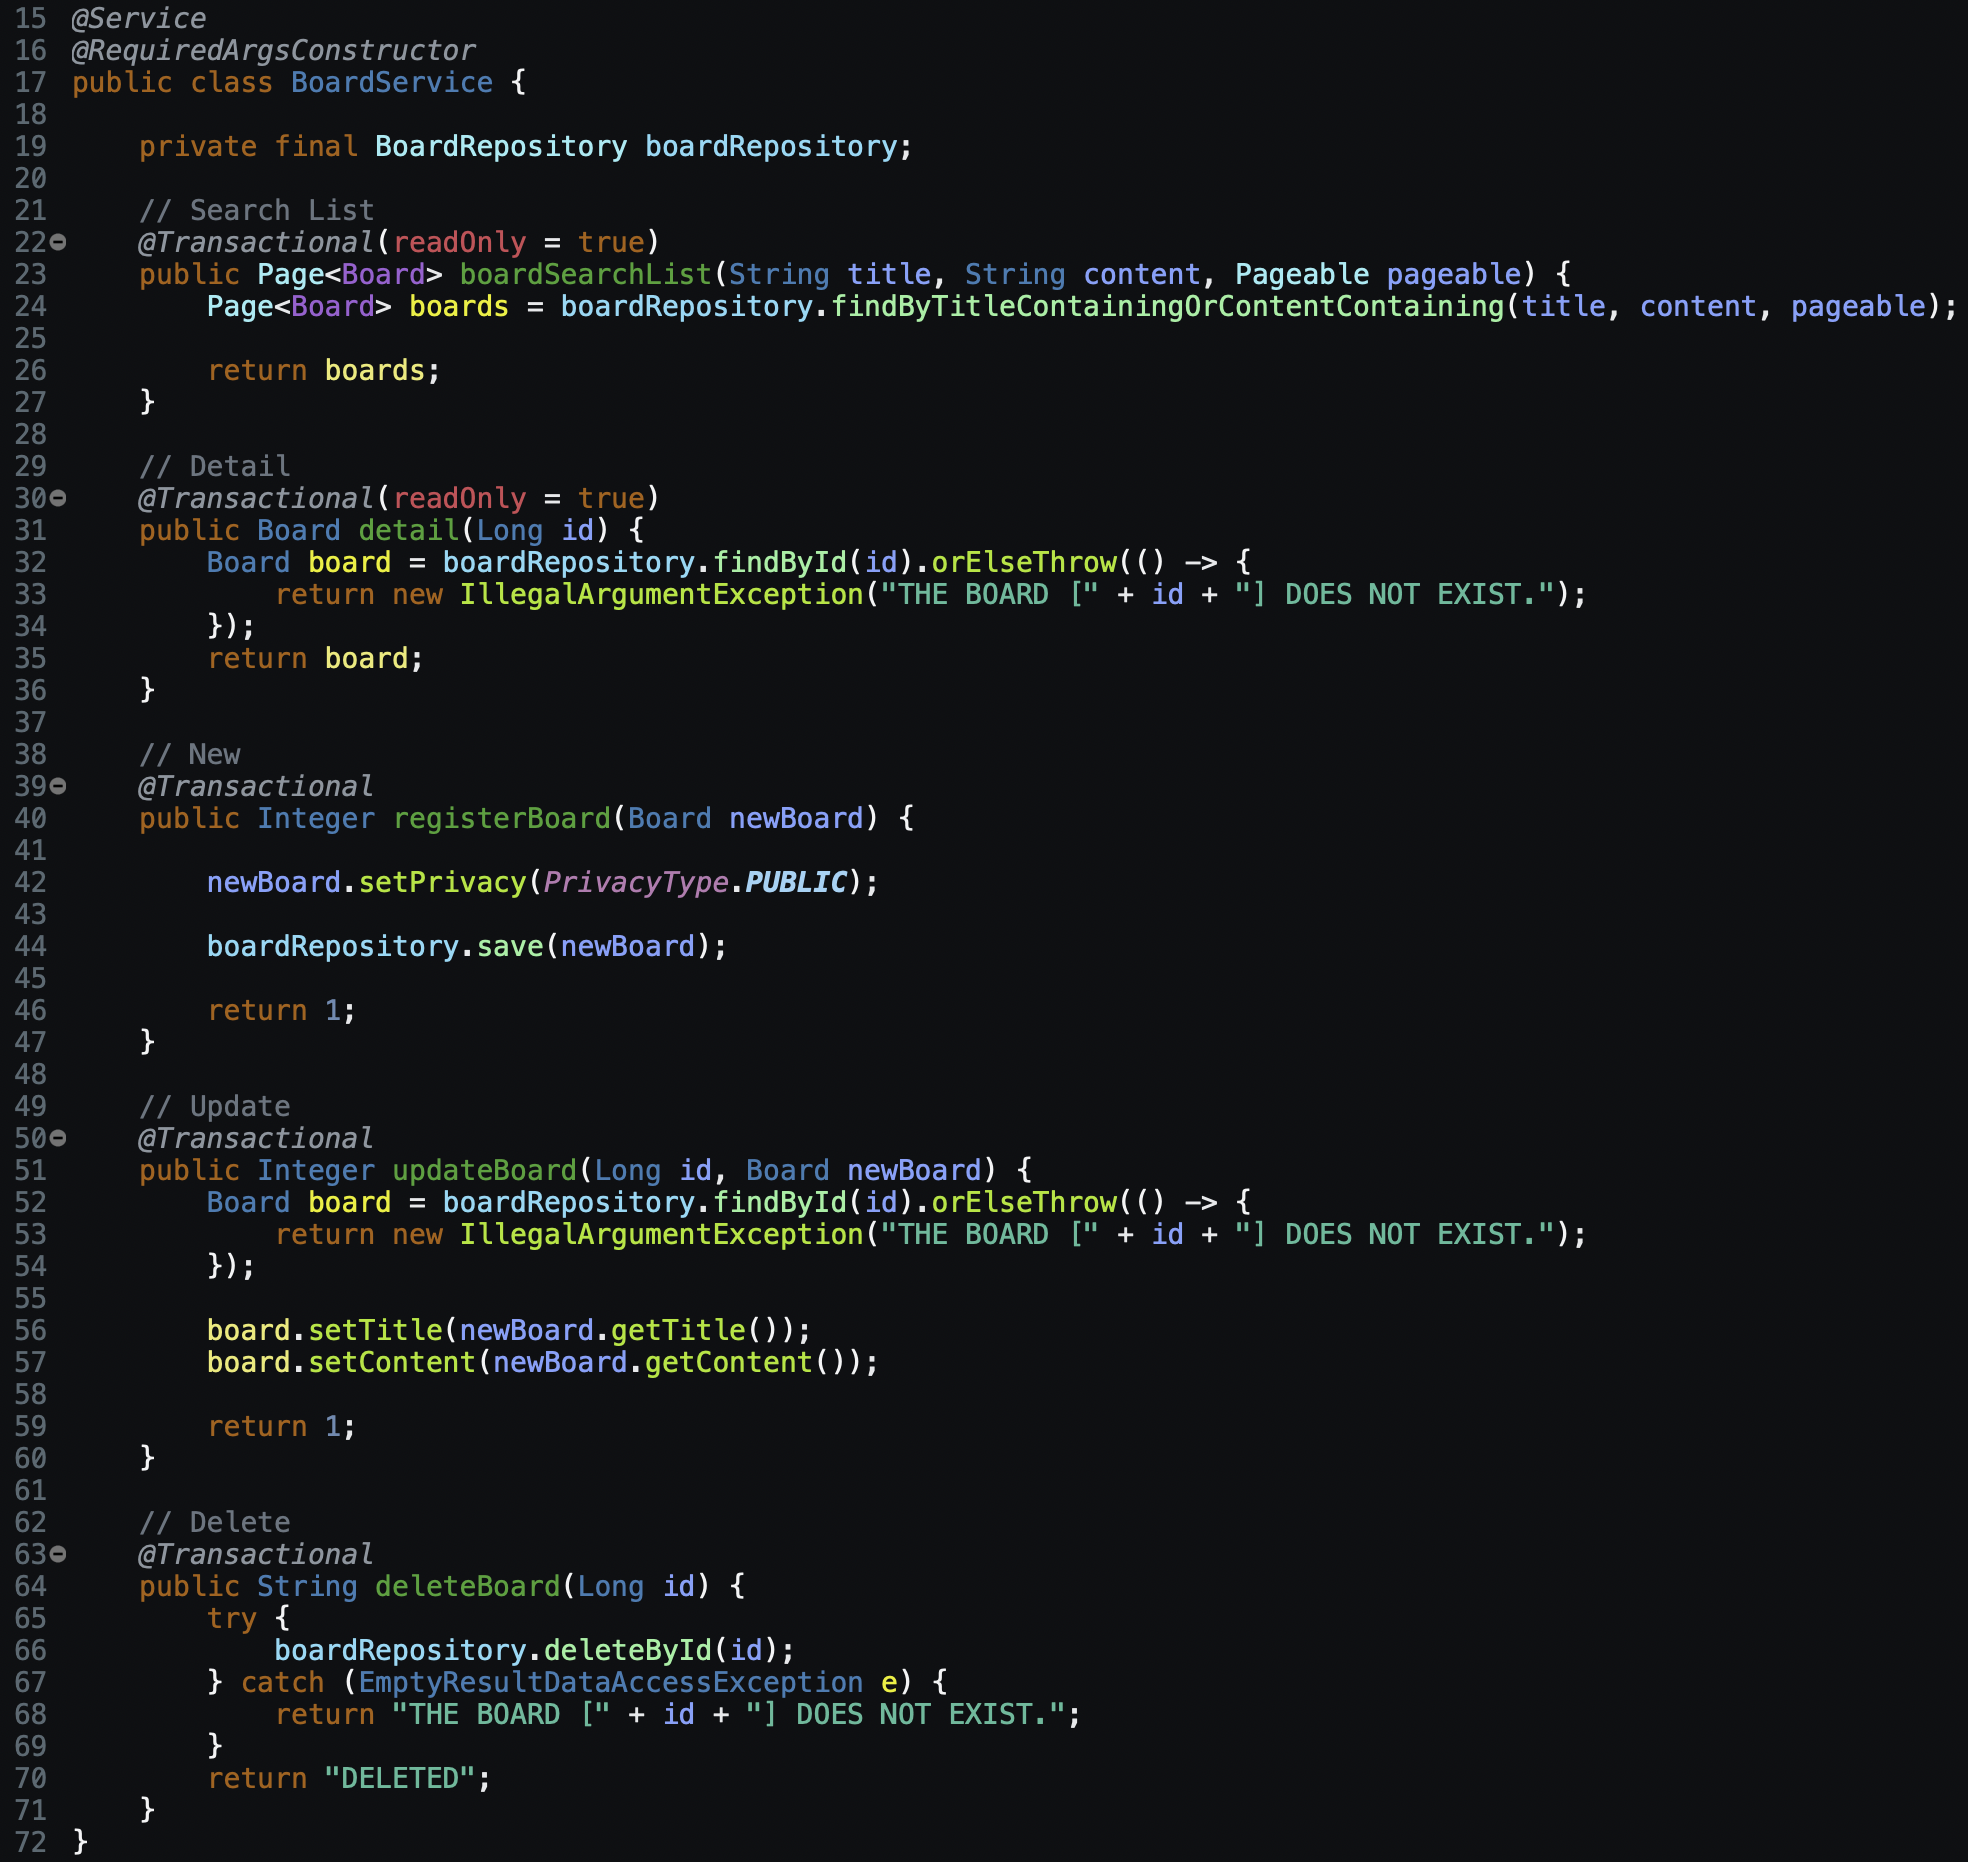 15 @Service
16 @RequiredArgsConstructor
17 public class BoardService {
18
19     private final BoardRepository boardRepository;
20
21     // Search List
22     @Transactional(readOnly = true)
23     public Page<Board> boardSearchList(String title, String content, Pageable pageable) {
24         Page<Board> boards = boardRepository.findByTitleContainingOrContentContaining(title, content, pageable);
25
26         return boards;
27     }
28
29     // Detail
30     @Transactional(readOnly = true)
31     public Board detail(Long id) {
32         Board board = boardRepository.findById(id).orElseThrow(() -> {
33             return new IllegalArgumentException("THE BOARD [" + id + "] DOES NOT EXIST.");
34         });
35         return board;
36     }
37
38     // New
39     @Transactional
40     public Integer registerBoard(Board newBoard) {
41
42         newBoard.setPrivacy(PrivacyType.PUBLIC);
43
44         boardRepository.save(newBoard);
45
46         return 1;
47     }
48
49     // Update
50     @Transactional
51     public Integer updateBoard(Long id, Board newBoard) {
52         Board board = boardRepository.findById(id).orElseThrow(() -> {
53             return new IllegalArgumentException("THE BOARD [" + id + "] DOES NOT EXIST.");
54         });
55
56         board.setTitle(newBoard.getTitle());
57         board.setContent(newBoard.getContent());
58
59         return 1;
60     }
61
62     // Delete
63     @Transactional
64     public String deleteBoard(Long id) {
65         try {
66             boardRepository.deleteById(id);
67         } catch (EmptyResultDataAccessException e) {
68             return "THE BOARD [" + id + "] DOES NOT EXIST.";
69         }
70         return "DELETED";
71     }
72 }